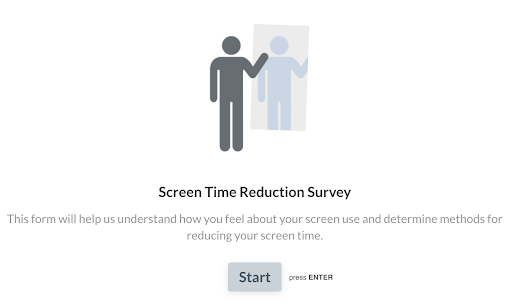 Screen Time Reduction Survey
This form will help us understand how you feel about your screen use and determine methods for
reducing your screen time.
Start press ENTER